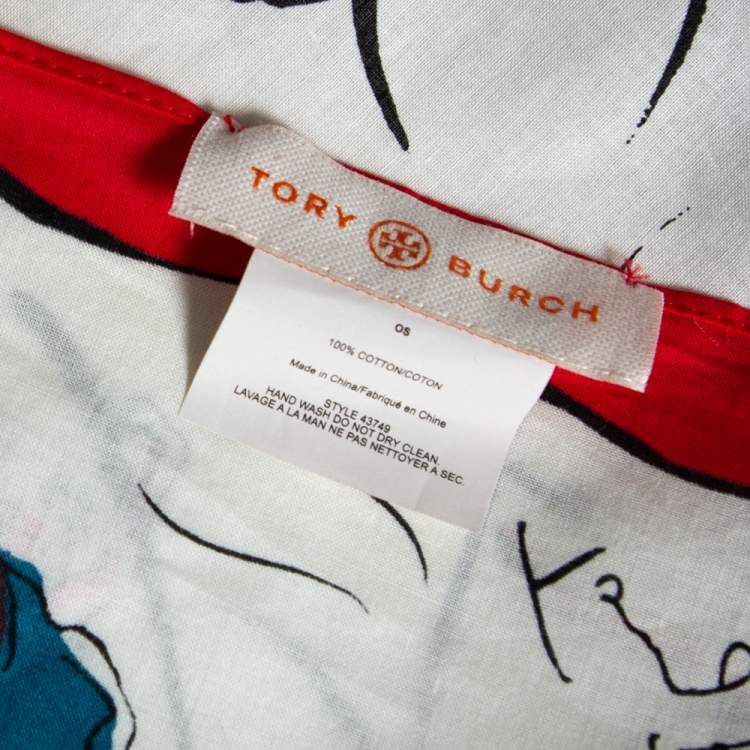 TORY BURCH
OS
100% COTTON/COTON
Made in China/Fabriqué en Chine
STYLE 43749
HAND WASH DO NOT DRY CLEAN.
LAVAGE A LA MAN NE PAS NETTOYER A SEC.